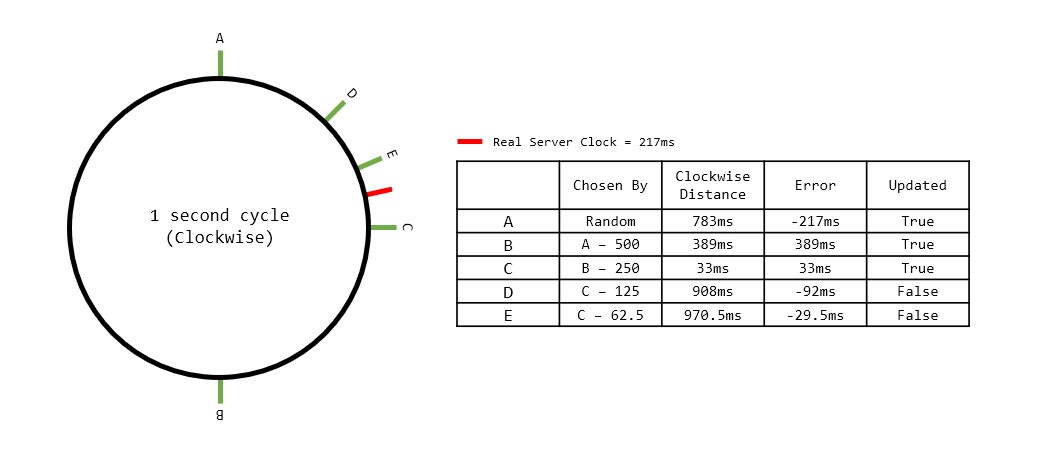 A
D
E
C
B
1 second cycle
(Clockwise)
Real Server Clock = 217ms
Chosen By Clockwise Distance Error Updated
A Random 783ms -217ms True
B A – 500 389ms 389ms True
C B – 250 33ms 33ms True
D C – 125 908ms -92ms False
E C – 62.5 970.5ms -29.5ms False